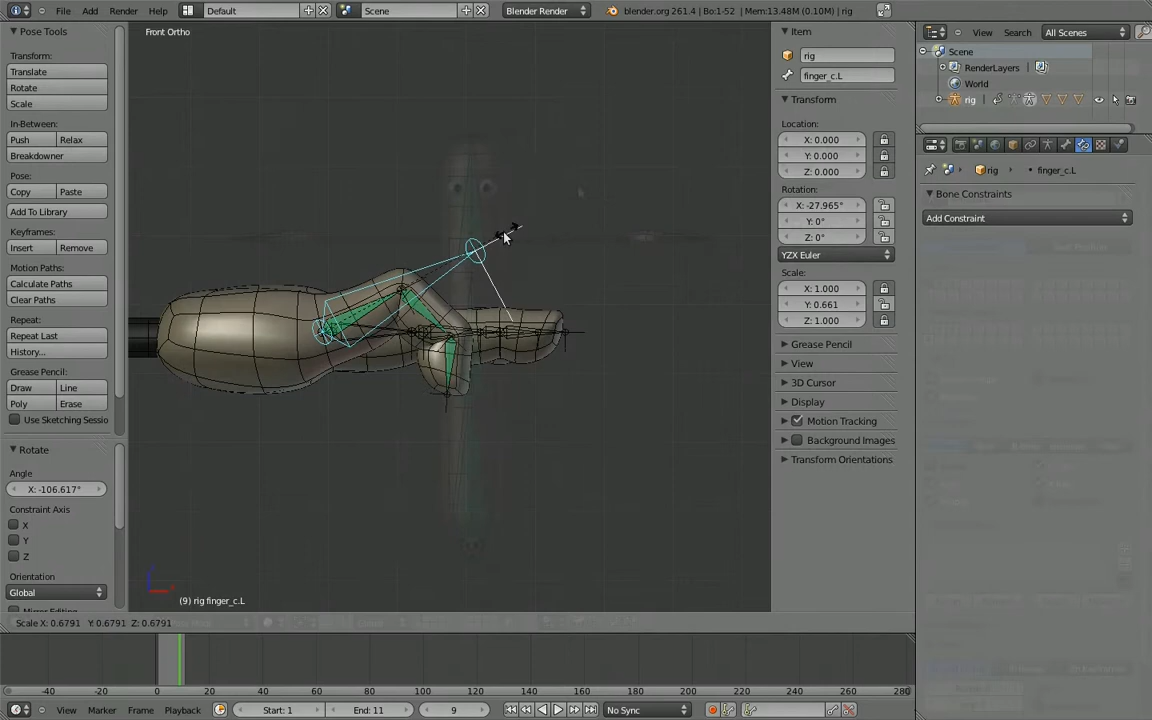 File Add Render Help Default Scene Blender Render blender.org 261.4 | Bo:1-52 | Mem:13.48M (0.10M) | rig
Pose Tools
Transform:
Translate
Rotate
Scale
In-Between:
Push Relax
Breakdowner
Pose:
Copy Paste
Add To Library
Keyframes:
Insert Remove
Motion Paths:
Calculate Paths
Clear Paths
Repeat:
Repeat Last
History...
Grease Pencil:
Draw Line
Poly Erase
Use Sketching Sessio
Rotate
Angle
X: -106.617°
Constraint Axis
X
Y
Z
Orientation
Global
Front Ortho
(9) rig finger_c.L
Scale X: 0.6791 Y: 0.6791 Z: 0.6791
Item
rig
finger_c.L
Transform
Location:
X: 0.000
Y: 0.000
Z: 0.000
Rotation:
X: -27.965°
Y: 0°
Z: 0°
YZX Euler
Scale:
X: 1.000
Y: 0.661
Z: 1.000
Grease Pencil
View
3D Cursor
Display
Motion Tracking
Background Images
Transform Orientations
View Search All Scenes
Scene
RenderLayers |
World
rig |
rig finger_c.L
Bone Constraints
Add Constraint
-40 -20 0 20 40 60 80 100 120 140 160 180 200 220 240 260 280
View Marker Frame Playback Start: 1 End: 11 9 No Sync